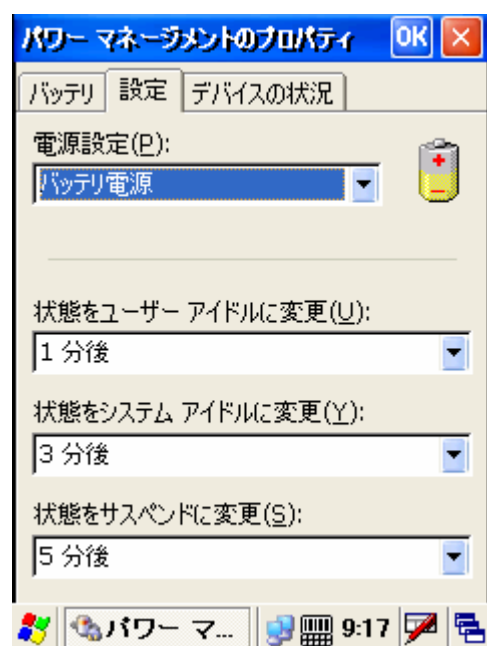 パワー マネージメントのプロパティ OK
バッテリ 設定 デバイスの状況
電源設定(P):
バッテリ電源
状態をユーザー アイドルに変更(U):
1 分後
状態をシステム アイドルに変更(Y):
3 分後
状態をサスペンドに変更(S):
5 分後
パワー マ... 9:17